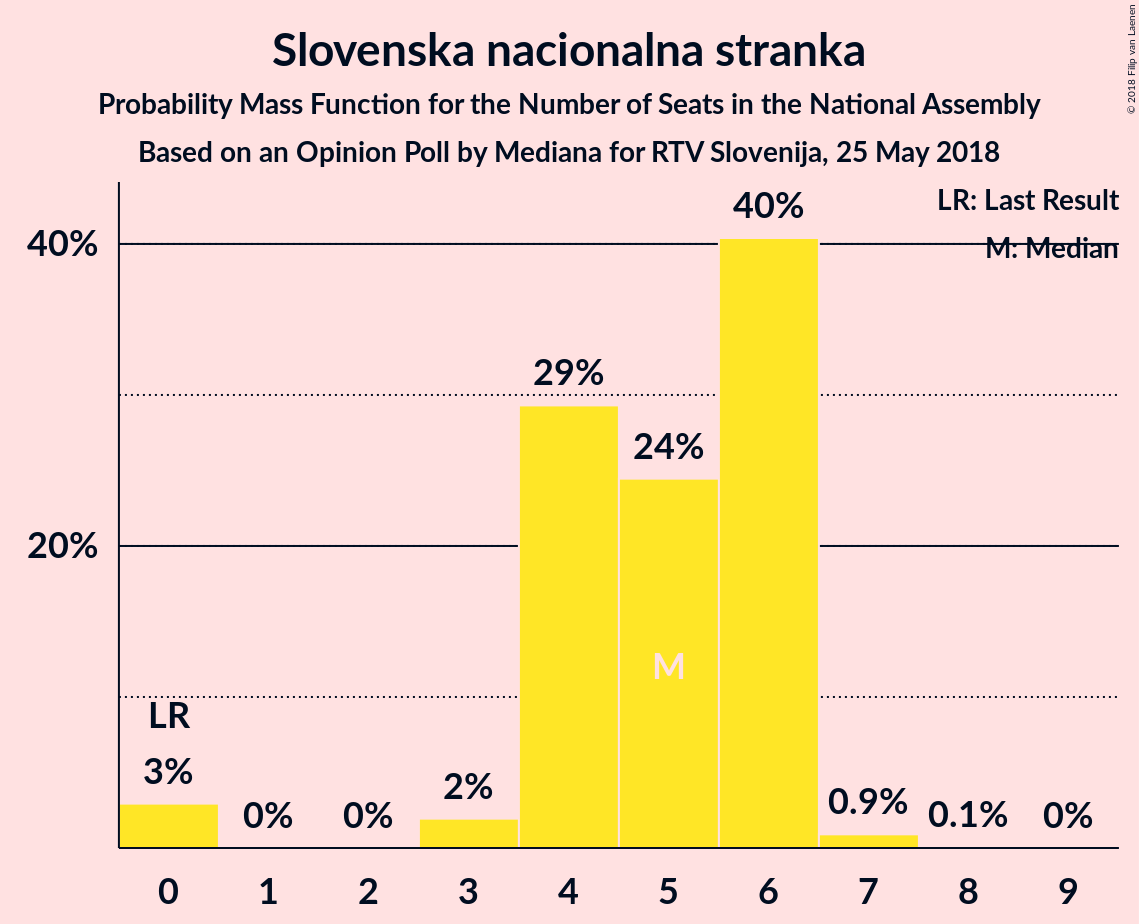 Slovenska nacionalna stranka
Probability Mass Function for the Number of Seats in the National Assembly
Based on an Opinion Poll by Mediana for RTV Slovenija, 25 May 2018
© 2018 Filip van Laenen
LR: Last Result
M: Median
40%
20%
LR
3%
0%
0%
2%
29%
24%
M
40%
0.9%
0.1%
0%
0 1 2 3 4 5 6 7 8 9